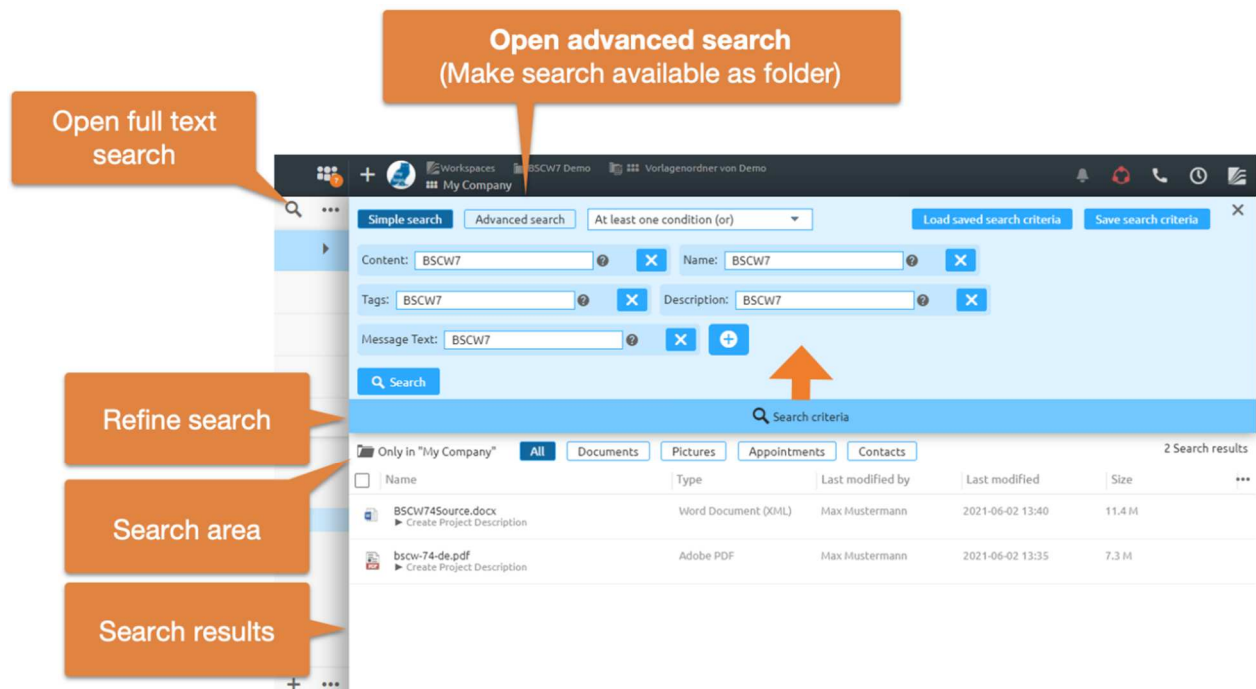 Open advanced search
(Make search available as folder)
Open full text
search
Workspaces BSCW7 Demo Vorlagenordner von Demo
My Company
Simple search Advanced search At least one condition (or) Load saved search criteria Save search criteria
Content: BSCW7 Name: BSCW7
Tags: BSCW7 Description: BSCW7
Message Text: BSCW7
Search
Refine search
Search criteria
Only in "My Company" All Documents Pictures Appointments Contacts 2 Search results
Name Type Last modified by Last modified Size
Search area
BSCW74Source.docx Word Document (XML) Max Mustermann 2021-06-02 13:40 11.4 M
Create Project Description
bscw-74-de.pdf Adobe PDF Max Mustermann 2021-06-02 13:35 7.3 M
Create Project Description
Search results